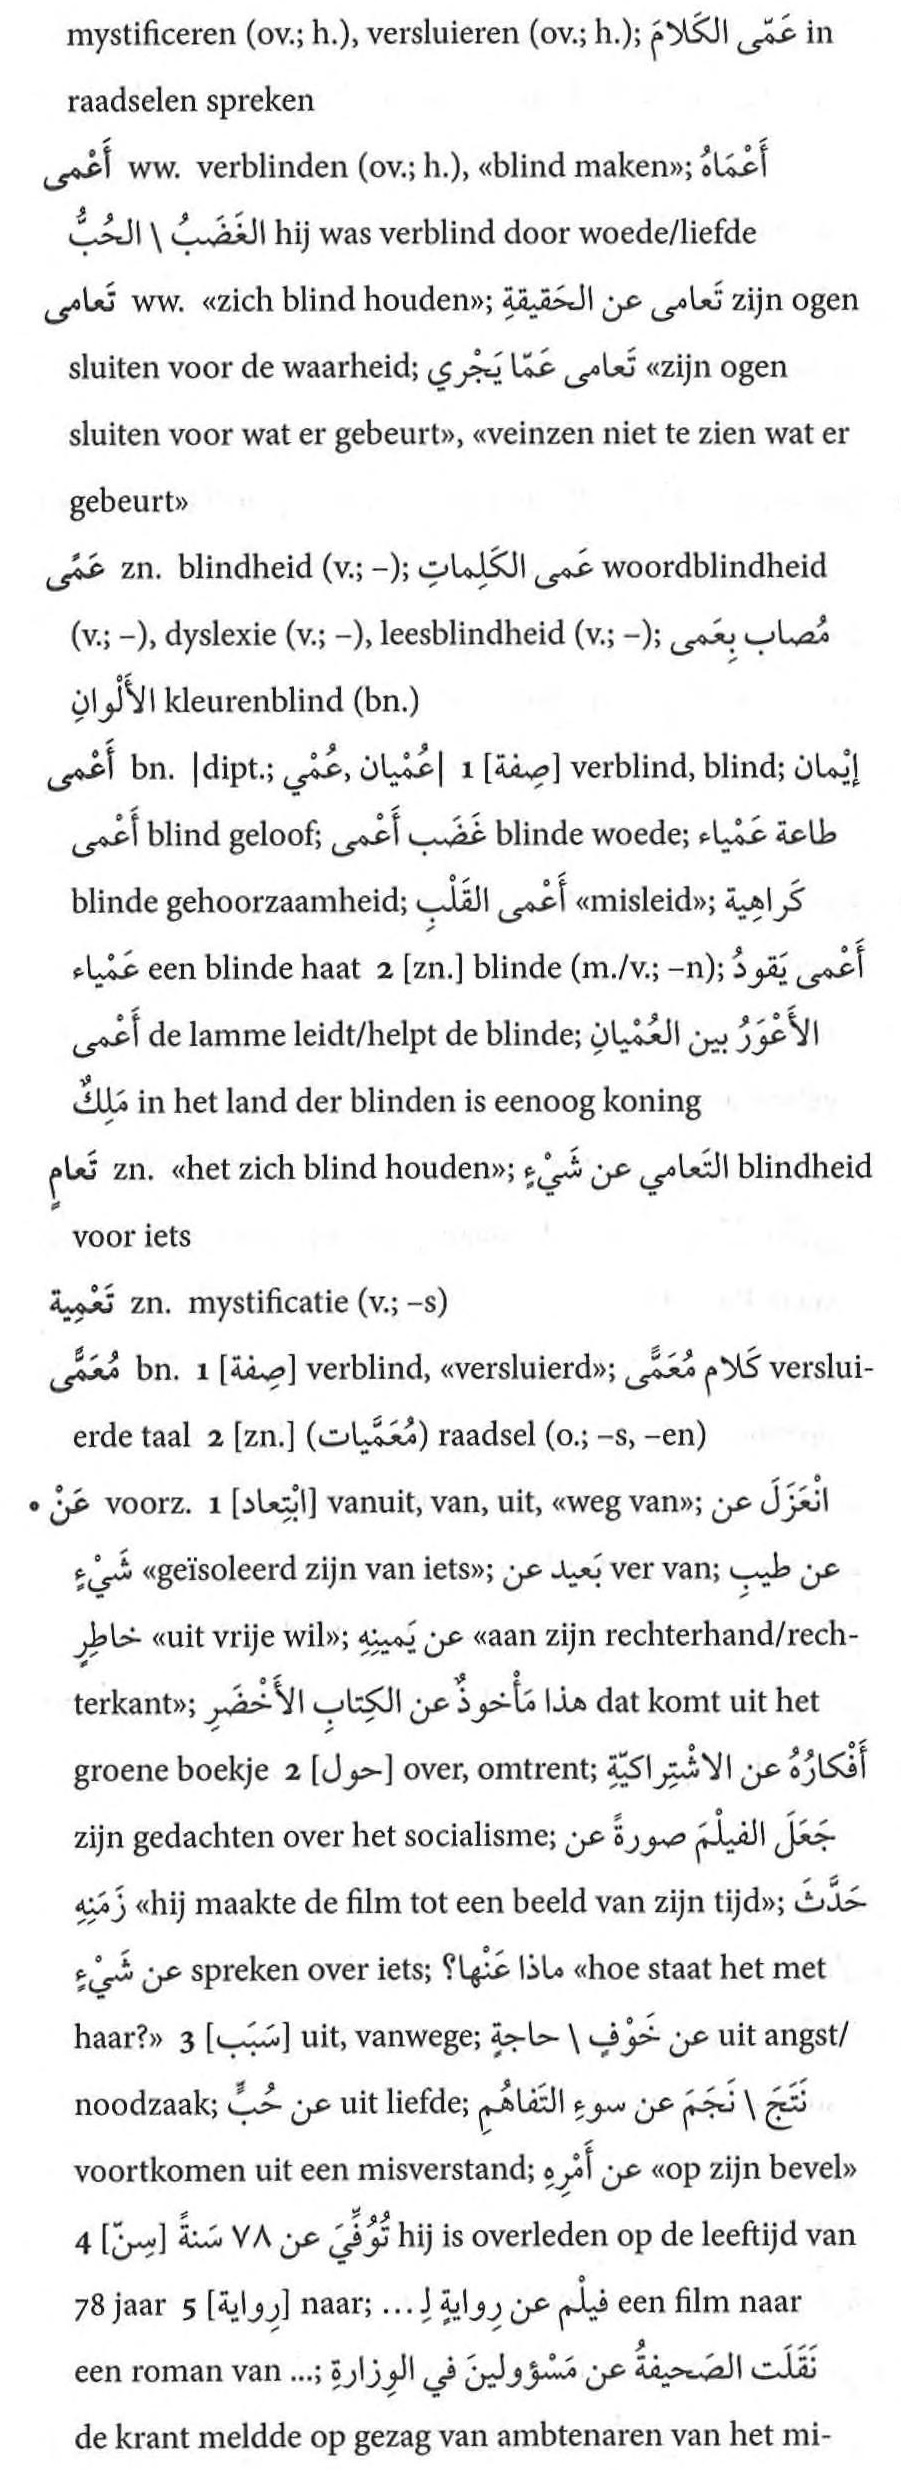 mystificeren (ov.; h.), versluieren (ov.; h.); عَمّى الكَلامَ in
raadselen spreken
أَعْمى ww. verblinden (ov.; h.), «blind maken»; أَعْمَاهُ
الغَضَبُ \ الحُبُّ hij was verblind door woede/liefde
تَعامى ww. «zich blind houden»; تَعامى عن الحَقيقةِ zijn ogen
sluiten voor de waarheid; تَعامى عَمّا يَجْري «zijn ogen
sluiten voor wat er gebeurt», «veinzen niet te zien wat er
gebeurt»
عَمًى zn. blindheid (v.; –); عَمى الكَلِماتِ woordblindheid
(v.; –), dyslexie (v.; –), leesblindheid (v.; –); مُصاب بِعَمى
الأَلْوانِ kleurenblind (bn.)
أَعْمى bn. |dipt.; عُمْيان, عُمْي| 1 [صِفة] verblind, blind; إيْمان
أَعْمى blind geloof; غَضَب أَعْمى blinde woede; طاعة عَمْياء
blinde gehoorzaamheid; أَعْمى القَلْبِ «misleid»; كَراهِية
عَمْياء een blinde haat 2 [zn.] blinde (m./v.; –n); أَعْمى يَقودُ
أَعْمى de lamme leidt/helpt de blinde; الأَعْوَرُ بين العُمْيانِ
مَلِكٌ in het land der blinden is eenoog koning
تَعامٍ zn. «het zich blind houden»; التَعامي عن شَيْءٍ blindheid
voor iets
تَعْمِية zn. mystificatie (v.; –s)
مُعَمًّى bn. 1 [صِفة] verblind, «versluierd»; كَلام مُعَمًّى verslui-
erde taal 2 [zn.] (مُعَمَّيات) raadsel (o.; –s, –en)
• عَنْ voorz. 1 [ابْتِعاد] vanuit, van, uit, «weg van»; انْعَزَلَ عن
شَيْءٍ «geïsoleerd zijn van iets»; بَعيد عن ver van; عن طيبِ
خاطِرٍ «uit vrije wil»; عن يَمينِهِ «aan zijn rechterhand/rech-
terkant»; هذا مَأْخوذٌ عن الكِتابِ الأَخْضَرِ dat komt uit het
groene boekje 2 [حول] over, omtrent; أَفْكارُهُ عن الاشْتِراكيّةِ
zijn gedachten over het socialisme; جَعَلَ الفيلْمَ صورةً عن
زَمَنِهِ «hij maakte de film tot een beeld van zijn tijd»; حَدَّثَ
عن شَيْءٍ spreken over iets; ماذا عَنْها؟ «hoe staat het met
haar?» 3 [سَبَب] uit, vanwege; عن خَوْفٍ \ حاجةٍ uit angst/
noodzaak; عن حُبٍّ uit liefde; نَتَجَ \ نَجَمَ عن سوءِ التَفاهُمِ
voortkomen uit een misverstand; عن أَمْرِهِ «op zijn bevel»
4 [سِنّ] تُوُفِّيَ عن ٧٨ سَنةً hij is overleden op de leeftijd van
78 jaar 5 [رِواية] naar; فيلْم عن رِوايةٍ لِـ ... een film naar
een roman van ...; نَقَلَت الصَحيفةُ عن مَسْؤولينَ في الوِزارةِ
de krant meldde op gezag van ambtenaren van het mi-